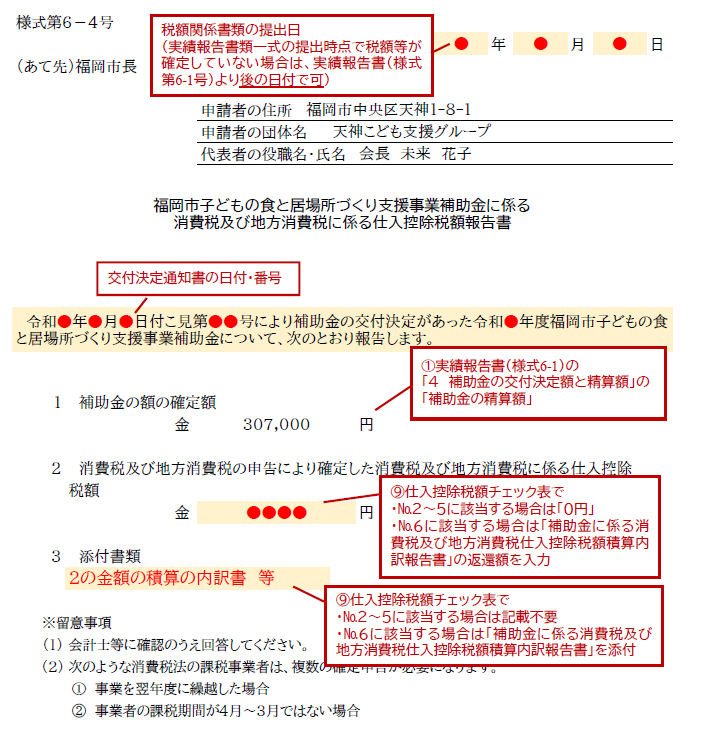 様式第６－４号
税額関係書類の提出日
（実績報告書類一式の提出時点で税額等が
確定していない場合は、実績報告書（様式
第6-1号）より後の日付で可）
● 年 ● 月 ● 日
（あて先）福岡市長
申請者の住所　福岡市中央区天神1-8-1
申請者の団体名　天神こども支援グループ
代表者の役職名・氏名　会長　未来　花子
福岡市子どもの食と居場所づくり支援事業補助金に係る
消費税及び地方消費税に係る仕入控除税額報告書
交付決定通知書の日付・番号
令和●年●月●日付こ見第●●号により補助金の交付決定があった令和●年度福岡市子どもの食
と居場所づくり支援事業補助金について、次のとおり報告します。
①実績報告書（様式6-1）の
「４　補助金の交付決定額と精算額」の
「補助金の精算額」
１　補助金の額の確定額
金　307,000　円
２　消費税及び地方消費税の申告により確定した消費税及び地方消費税に係る仕入控除
税額
金　●●●●　円
⑨仕入控除税額チェック表で
・№２～５に該当する場合は「０円」
・№６に該当する場合は「補助金に係る消
費税及び地方消費税仕入控除税額積算内
訳報告書」の返還額を入力
３　添付書類
２の金額の積算の内訳書　等
⑨仕入控除税額チェック表で
・№２～５に該当する場合は記載不要
・№６に該当する場合は「補助金に係る消費税及び
地方消費税仕入控除税額積算内訳報告書」を添付
※留意事項
（１） 会計士等に確認のうえ回答してください。
（２） 次のような消費税法の課税事業者は、複数の確定申告が必要になります。
①　事業を翌年度に繰越した場合
②　事業者の課税期間が４月～３月ではない場合